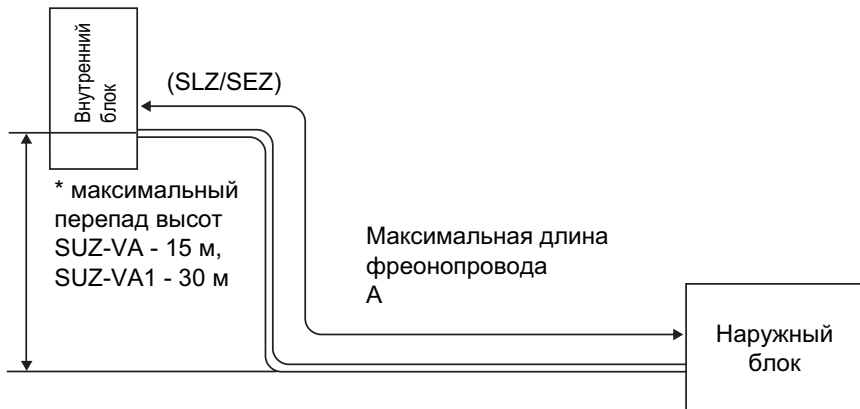 Внутренний
блок
(SLZ/SEZ)
* максимальный
перепад высот
SUZ-VA - 15 м,
SUZ-VA1 - 30 м
Максимальная длина
фреонопровода
А
Наружный
блок